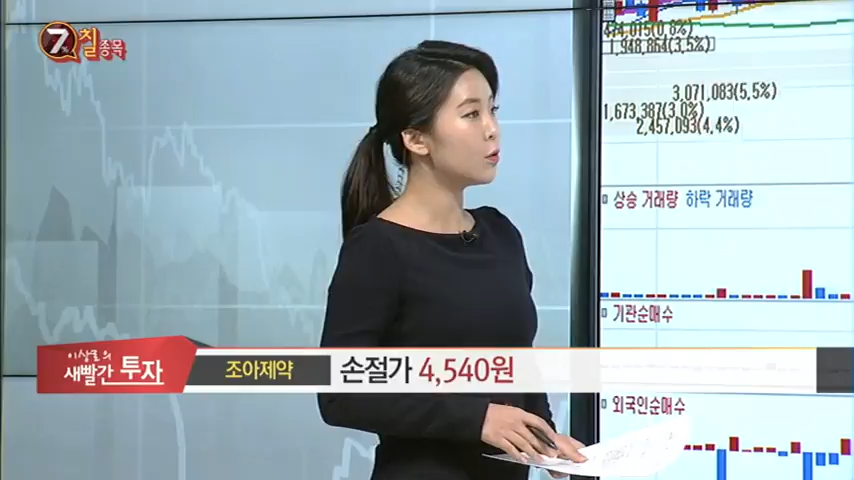 7%
칠
종목
414,015(0.8%)
1,948,864(3.5%)
3,071,083(5.5%)
1,673,387(3.0%)
2,457,093(4.4%)
상승 거래량 하락 거래량
기관순매수
외국인순매수
이상로의
새빨간 투자
조아제약
손절가 4,540원